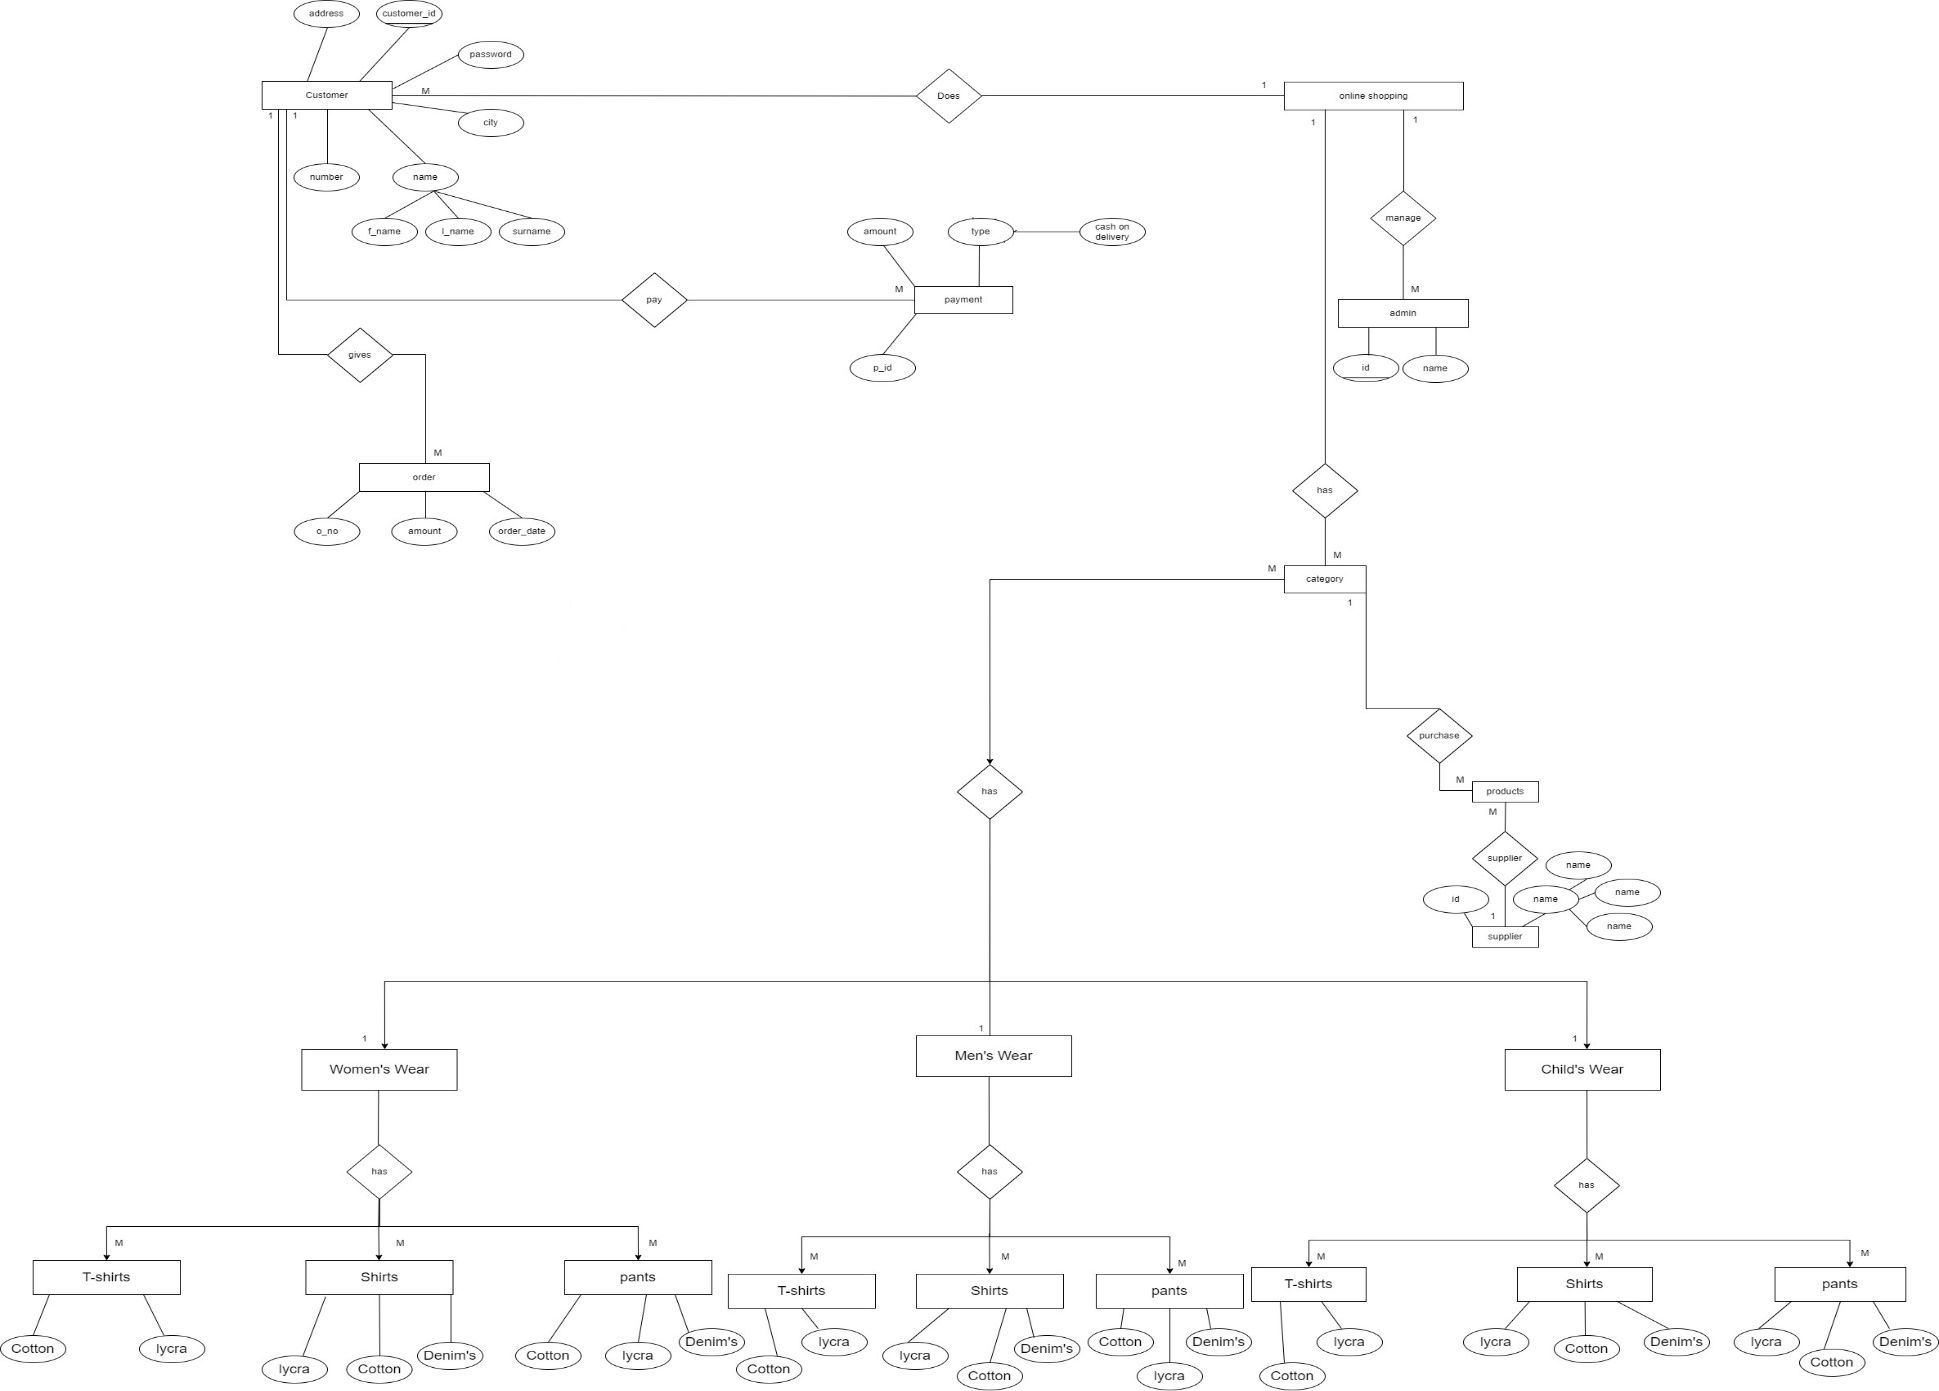 address
customer_id
password
Customer
M
Does
1
online shopping
1
1
city
1
1
number
name
manage
f_name
l_name
surname
amount
type
cash on
delivery
M
M
pay
payment
admin
gives
p_id
id
name
M
order
has
o_no
amount
order_date
M
M
category
1
purchase
has
M
products
M
supplier
name
id
name
name
1
name
supplier
1
1
1
Women's Wear
Men's Wear
Child's Wear
has
has
has
M
M
M
M
M
M
M
M
M
T-shirts
Shirts
pants
T-shirts
Shirts
pants
T-shirts
Shirts
pants
Cotton
lycra
lycra
Cotton
Denim's
Cotton
lycra
Denim's
Cotton
lycra
lycra
Cotton
Denim's
Cotton
lycra
Denim's
Cotton
lycra
lycra
Cotton
Denim's
lycra
Cotton
Denim's